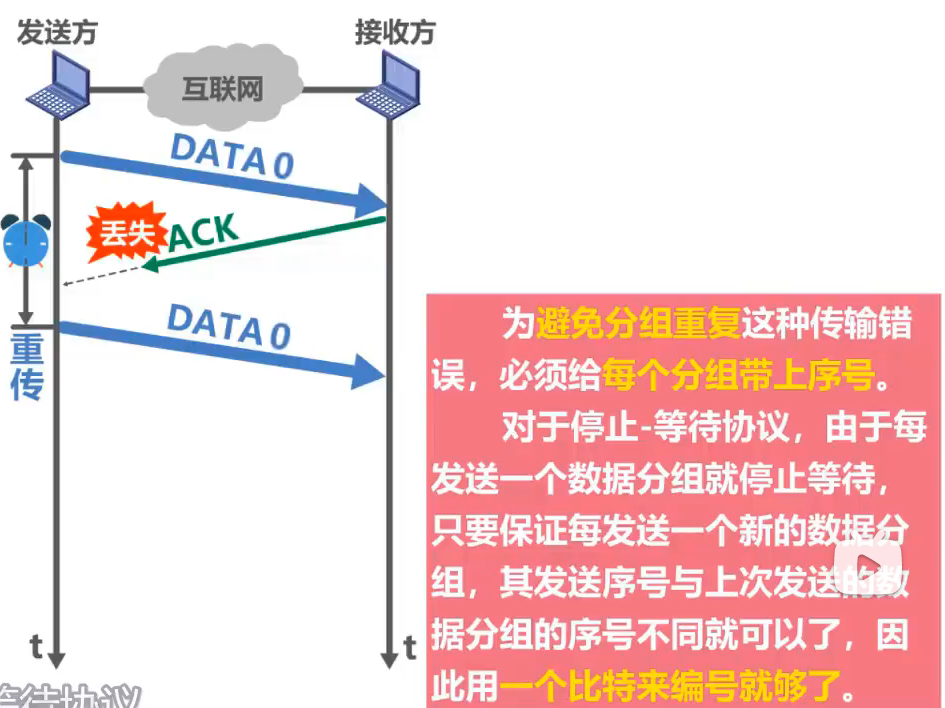 发送方
接收方
互联网
DATA 0
丢失
ACK
DATA 0
重传
为避免分组重复这种传输错
误，必须给每个分组带上序号。
对于停止-等待协议，由于每
发送一个数据分组就停止等待，
只要保证每发送一个新的数据分
组，其发送序号与上次发送的数
据分组的序号不同就可以了，因
此用一个比特来编号就够了。
t
t
等待协议